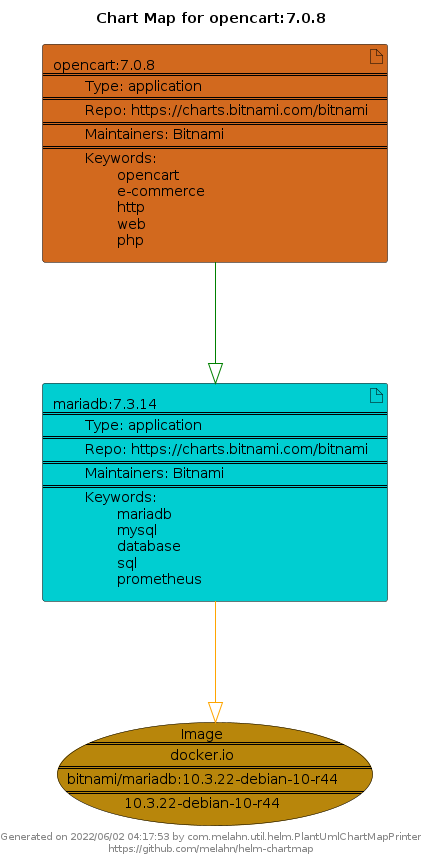 Chart Map for opencart:7.0.8
opencart:7.0.8
Type: application
Repo: https://charts.bitnami.com/bitnami
Maintainers: Bitnami
Keywords:
opencart
e-commerce
http
web
php
mariadb:7.3.14
Type: application
Repo: https://charts.bitnami.com/bitnami
Maintainers: Bitnami
Keywords:
mariadb
mysql
database
sql
prometheus
Image
docker.io
bitnami/mariadb:10.3.22-debian-10-r44
10.3.22-debian-10-r44
Generated on 2022/06/02 04:17:53 by com.melahn.util.helm.PlantUmlChartMapPrinter
https://github.com/melahn/helm-chartmap